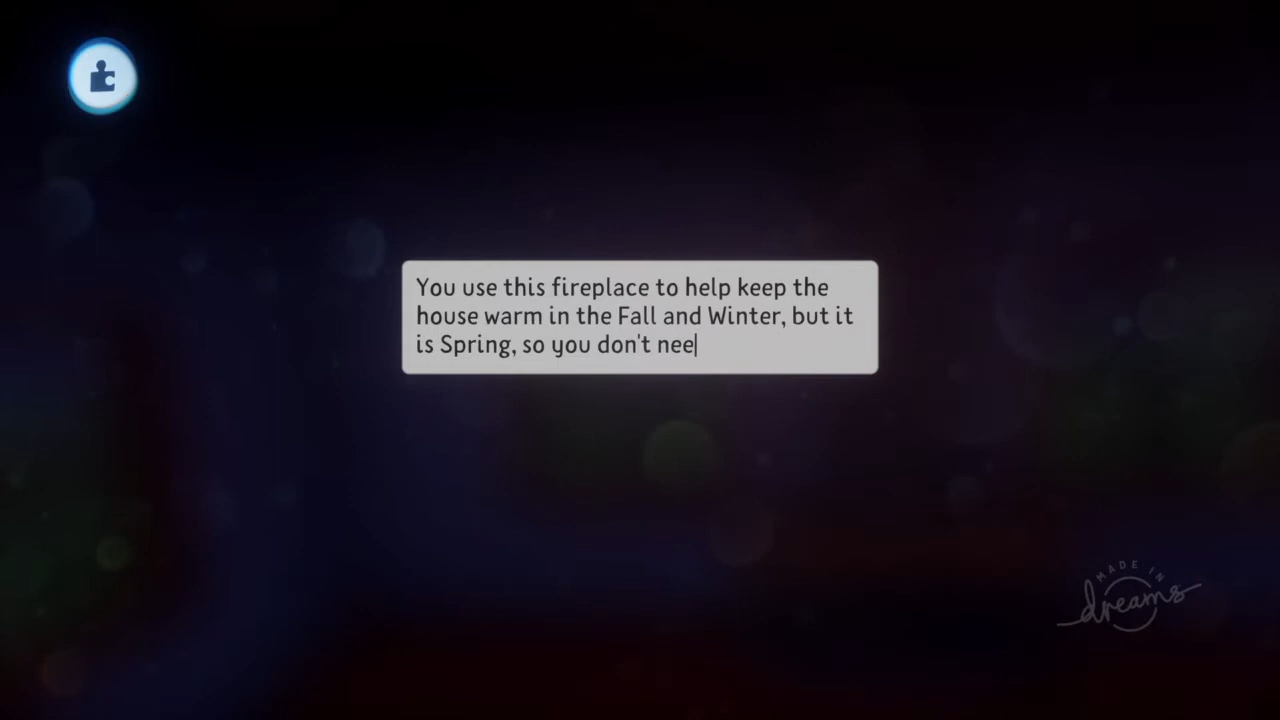 You use this fireplace to help keep the
house warm in the Fall and Winter, but it
is Spring, so you don't nee
MADE IN
dreams